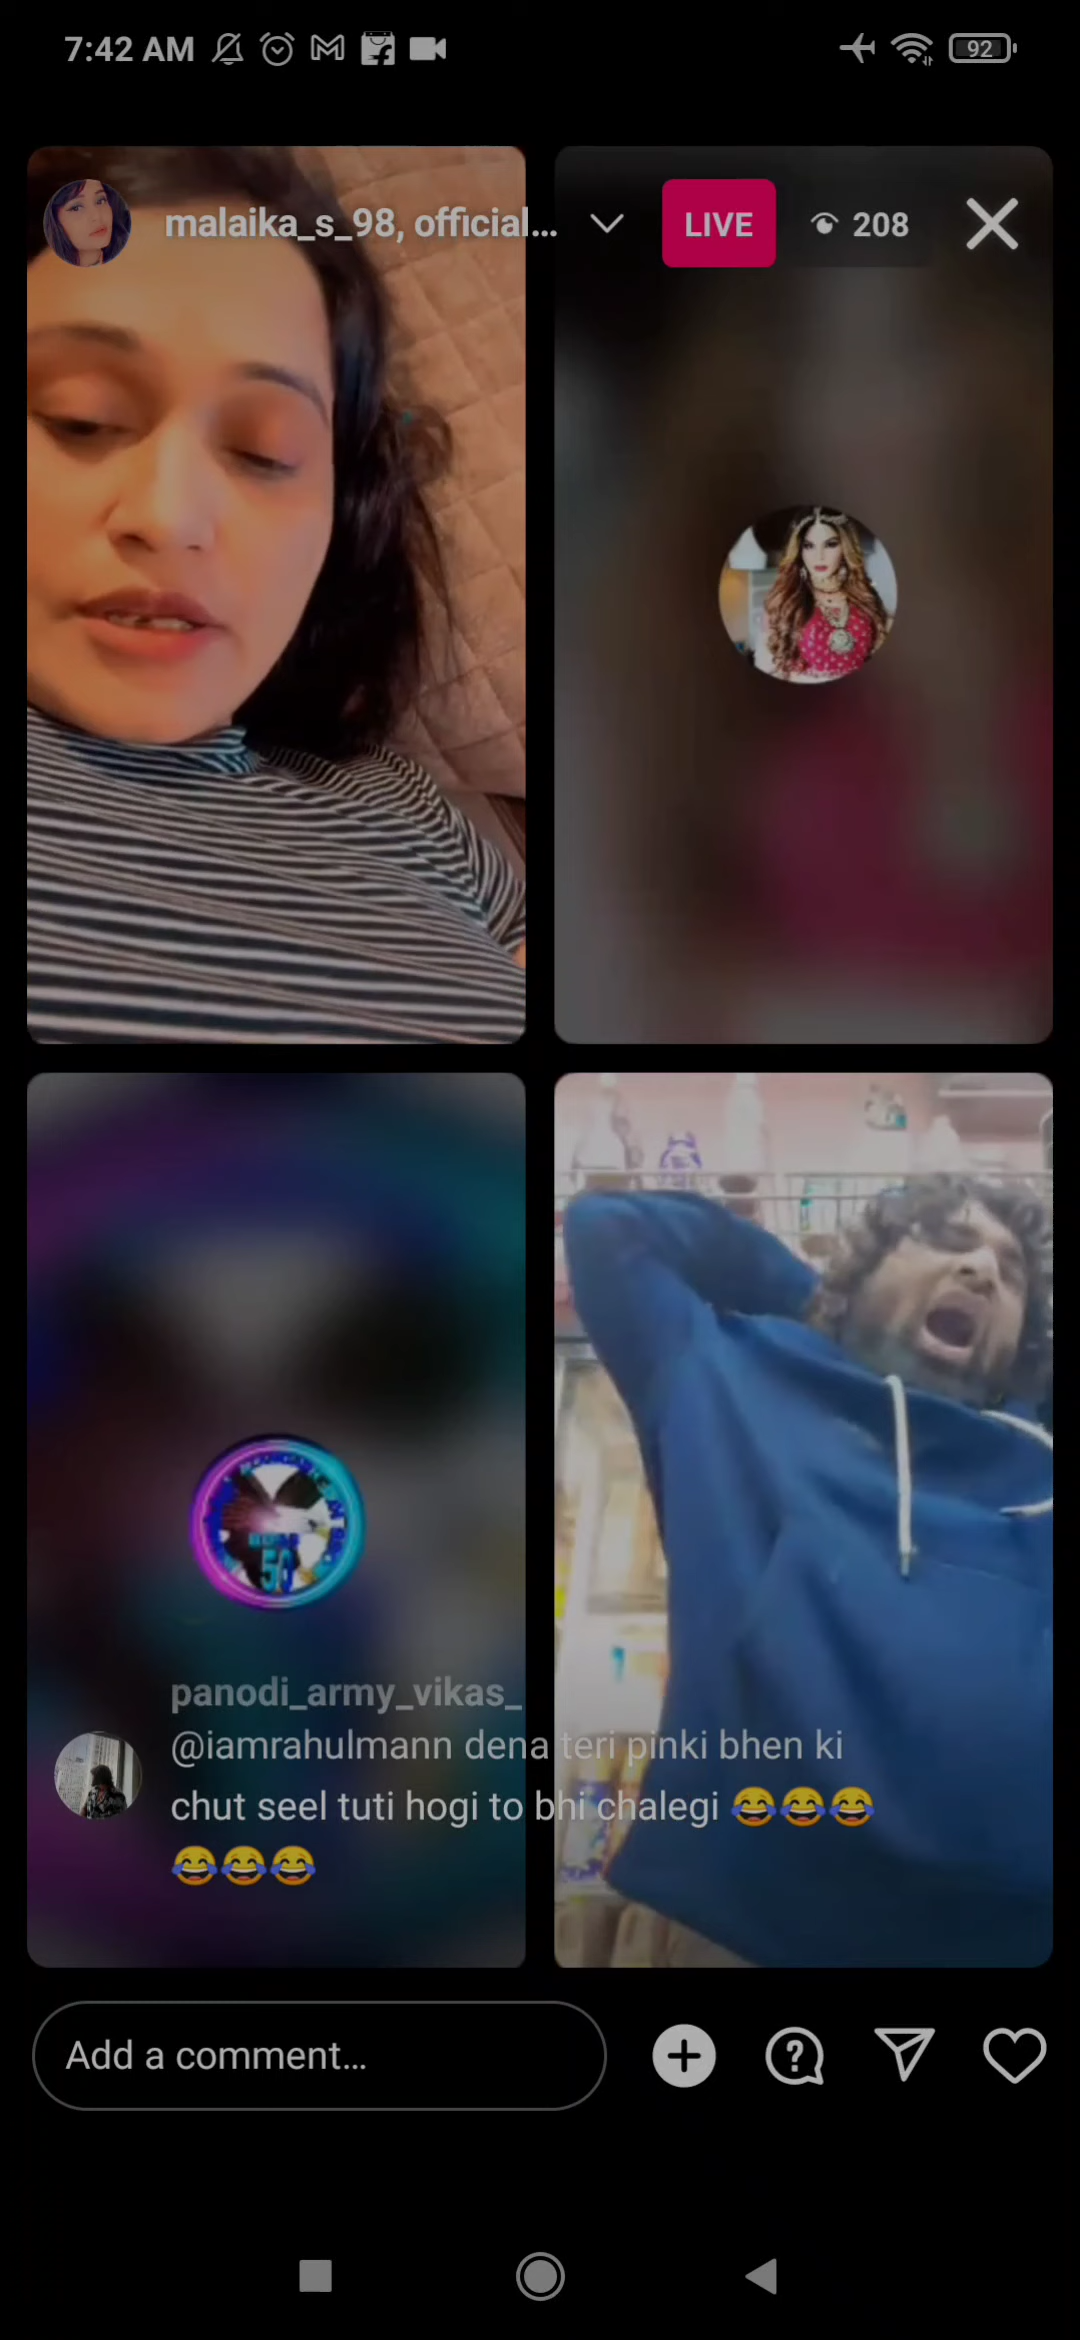 7:42 AM
92
malaika_s_98, official...
LIVE
208
panodi_army_vikas_
@iamrahulmann dena teri pinki bhen ki
chut seel tuti hogi to bhi chalegi 😂😂😂
😂😂😂
50
Add a comment...